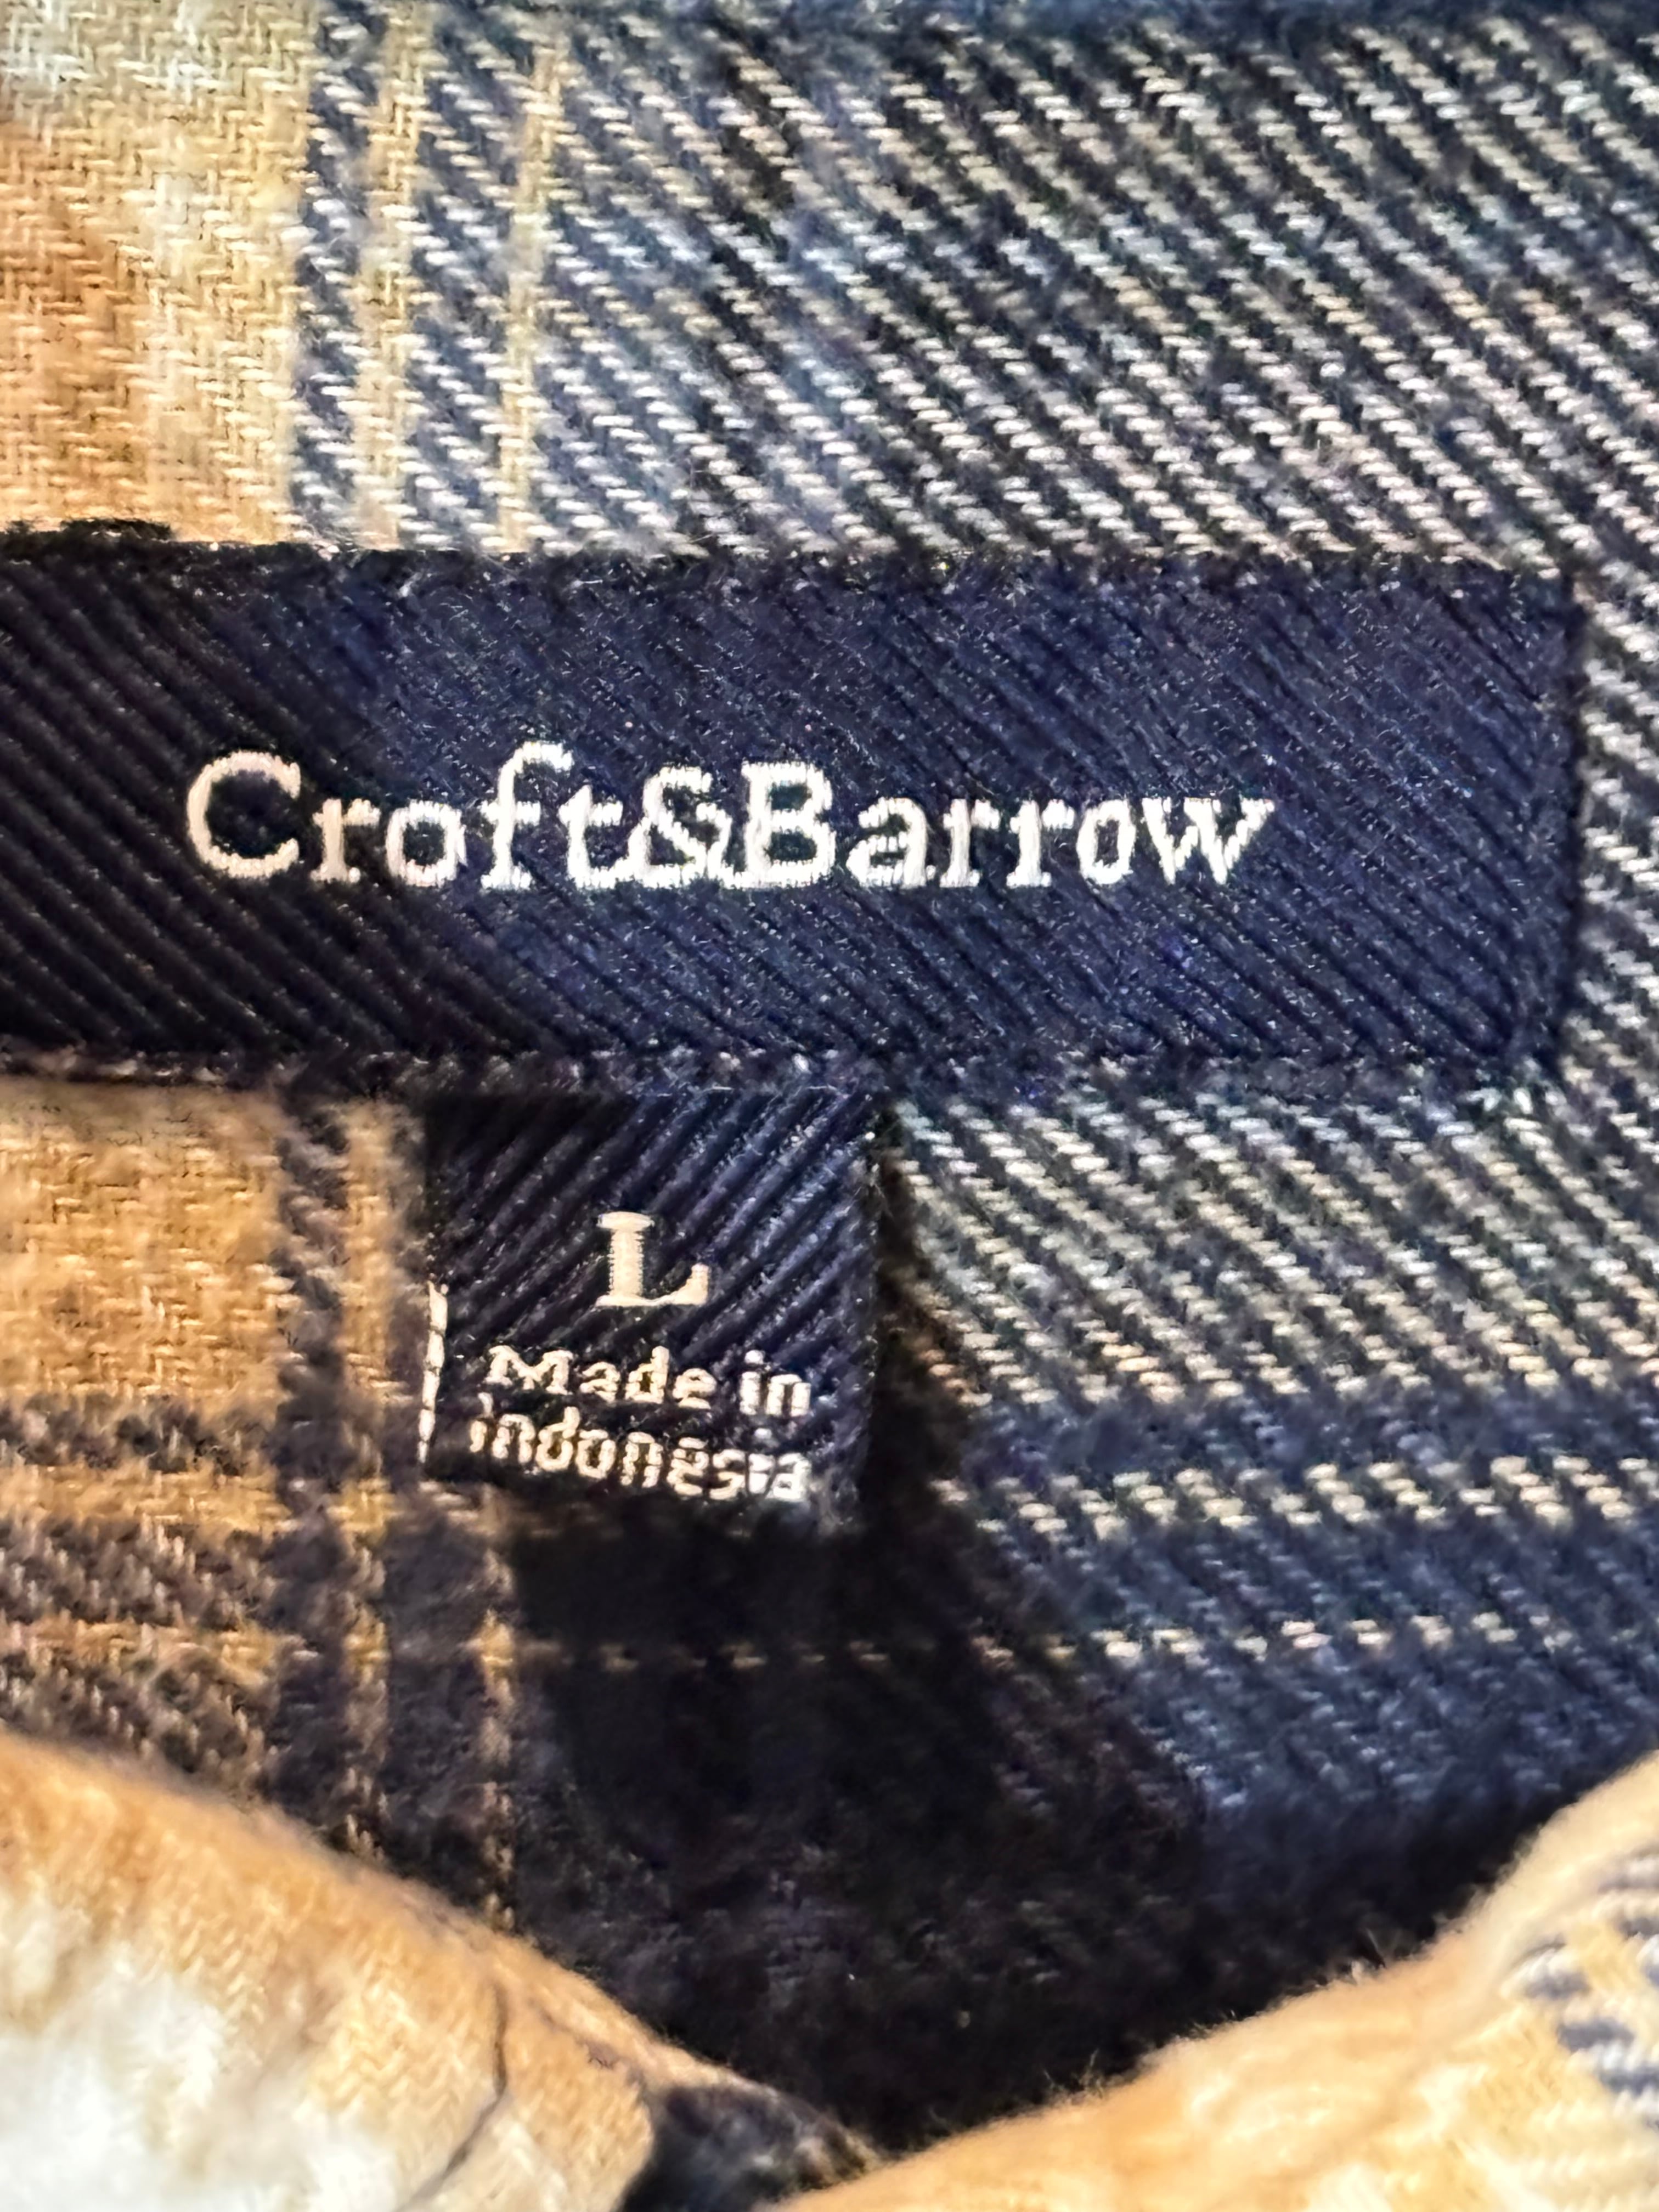 Croft&Barrow
L
Made in
indonesia